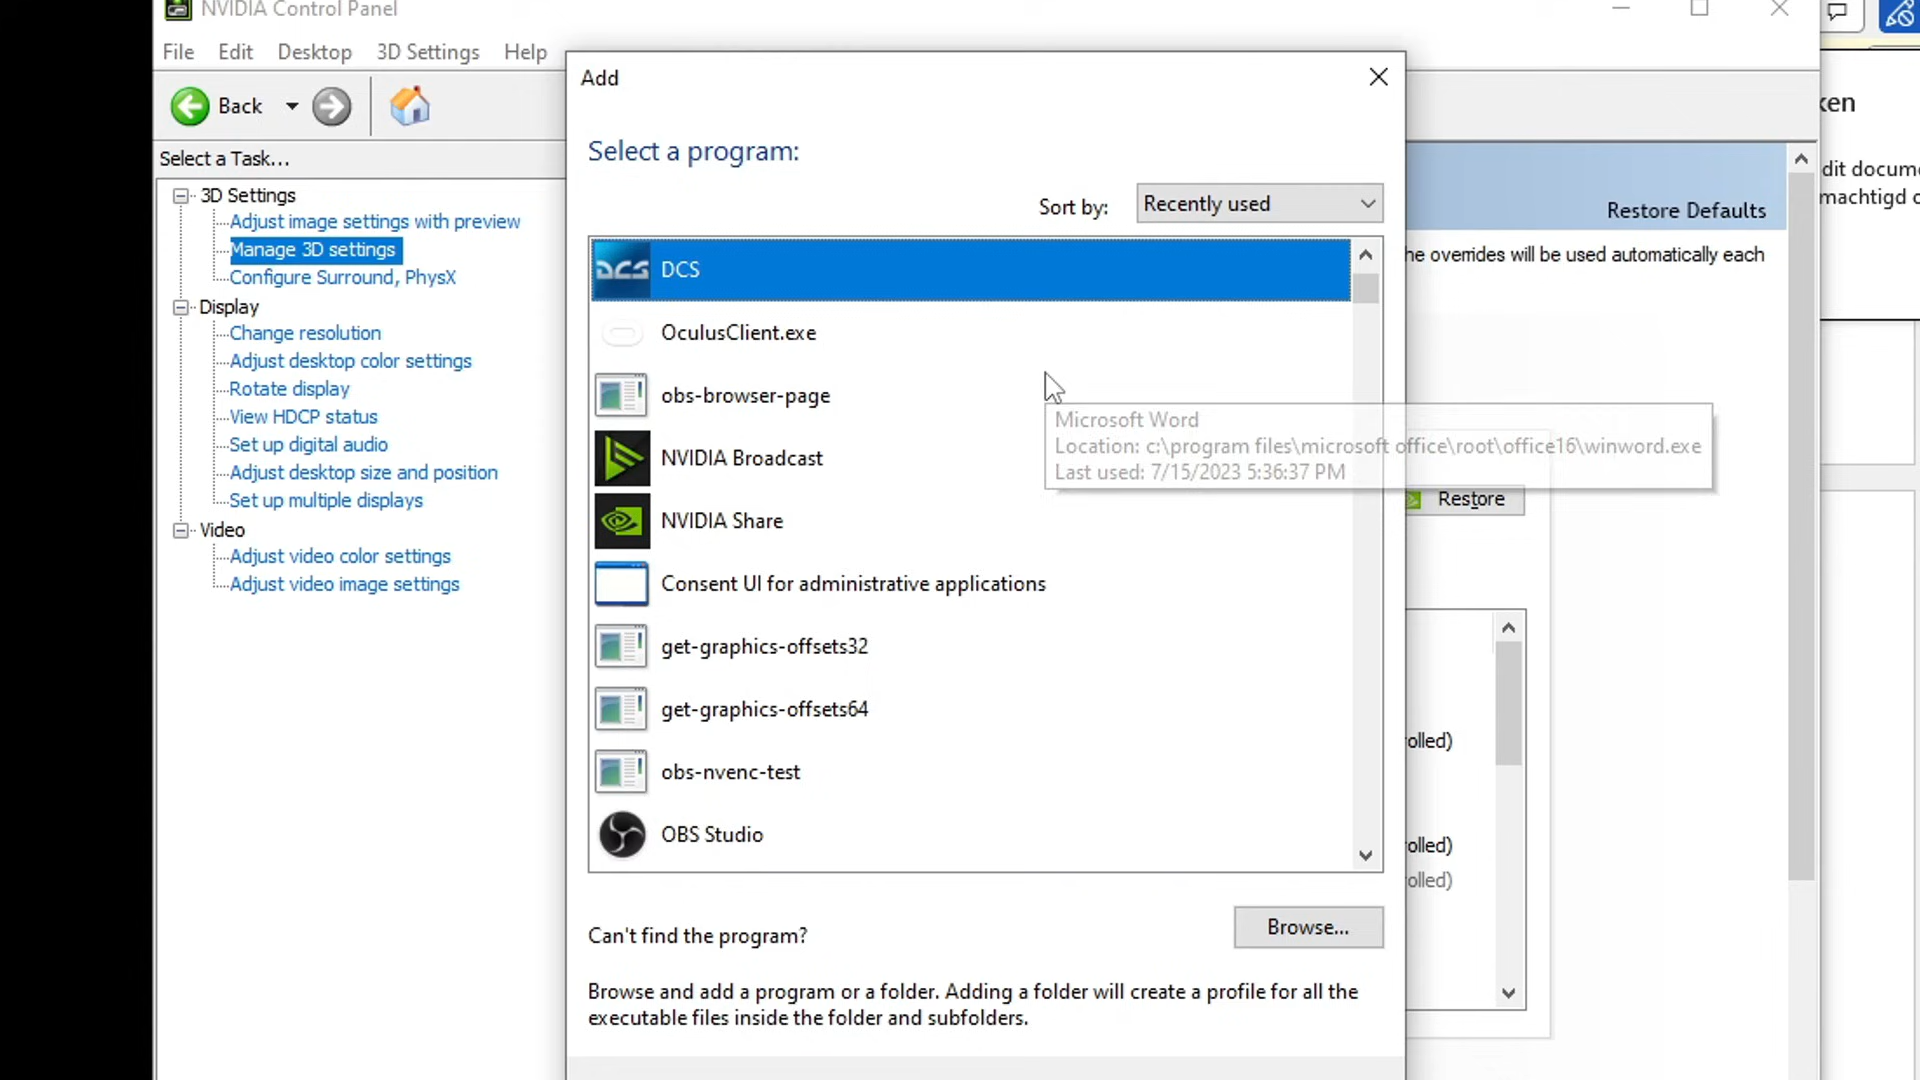 NVIDIA Control Panel
File Edit Desktop 3D Settings Help
Back
Select a Task...
3D Settings
Adjust image settings with preview
Manage 3D settings
Configure Surround, PhysX
Display
Change resolution
Adjust desktop color settings
Rotate display
View HDCP status
Set up digital audio
Adjust desktop size and position
Set up multiple displays
Video
Adjust video color settings
Adjust video image settings
Add
Select a program:
Sort by: Recently used
DCS
DCS
OculusClient.exe
obs-browser-page
NVIDIA Broadcast
NVIDIA Share
Consent UI for administrative applications
get-graphics-offsets32
get-graphics-offsets64
obs-nvenc-test
OBS Studio
Microsoft Word
Location: c:\program files\microsoft office\root\office16\winword.exe
Last used: 7/15/2023 5:36:37 PM
Can't find the program?
Browse...
Browse and add a program or a folder. Adding a folder will create a profile for all the
executable files inside the folder and subfolders.
Restore Defaults
he overrides will be used automatically each
Restore
olled)
olled)
olled)
ken
dit docume
machtigd o